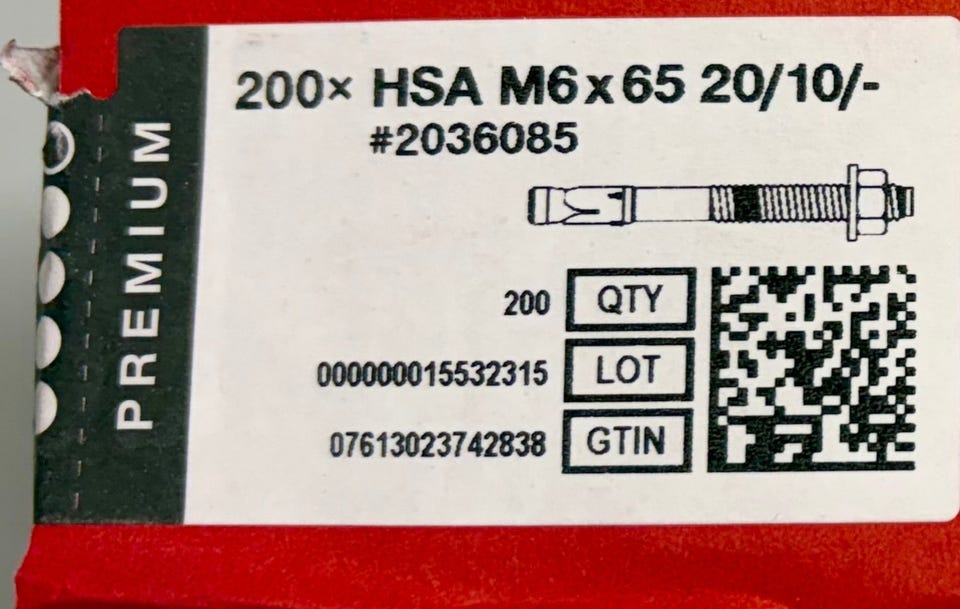 PREMIUM
200× HSA M6x65 20/10/-
#2036085
200 QTY
000000015532315 LOT
07613023742838 GTIN